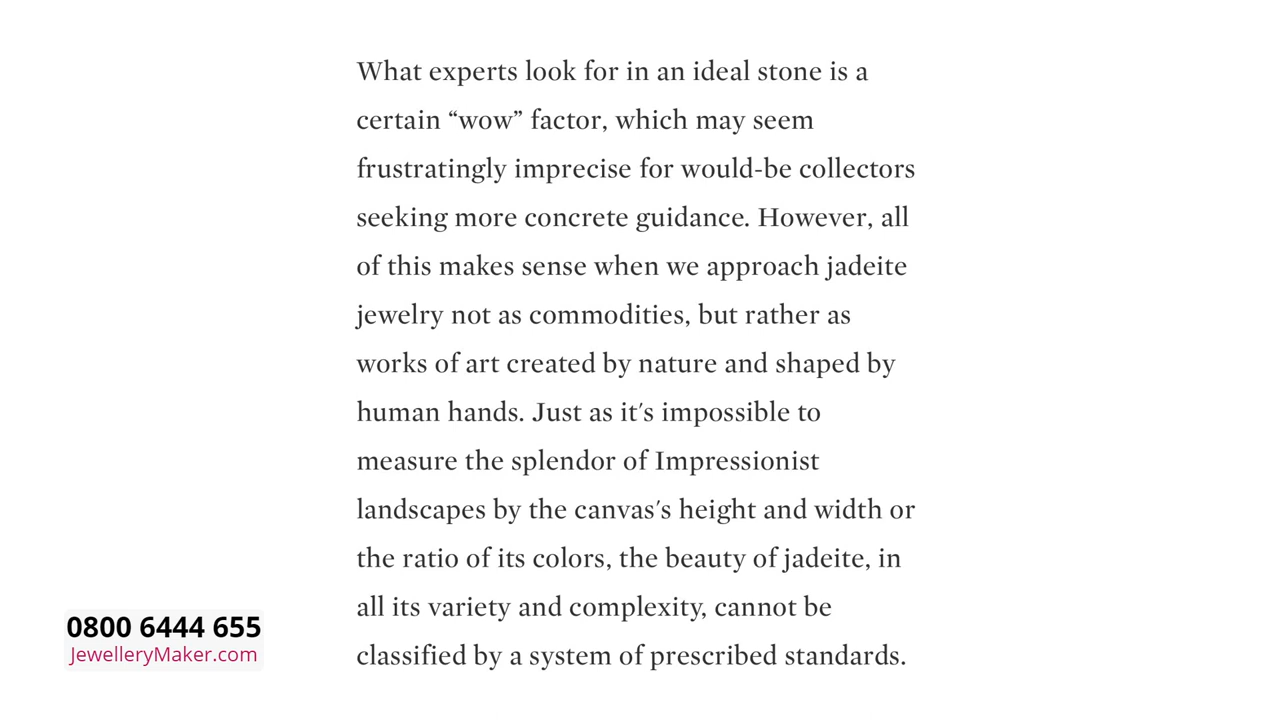 What experts look for in an ideal stone is a
certain “wow” factor, which may seem
frustratingly imprecise for would-be collectors
seeking more concrete guidance. However, all
of this makes sense when we approach jadeite
jewelry not as commodities, but rather as
works of art created by nature and shaped by
human hands. Just as it's impossible to
measure the splendor of Impressionist
landscapes by the canvas's height and width or
the ratio of its colors, the beauty of jadeite, in
all its variety and complexity, cannot be
classified by a system of prescribed standards.
0800 6444 655
JewelleryMaker.com